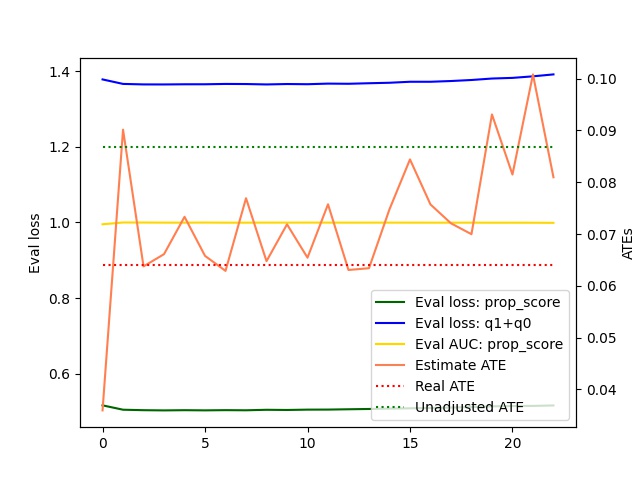 1.4
1.2
1.0
0.8
0.6
Eval loss
0
5
10
15
20
0.10
0.09
0.08
0.07
0.06
0.05
0.04
ATEs
Eval loss: prop_score
Eval loss: q1+q0
Eval AUC: prop_score
Estimate ATE
Real ATE
Unadjusted ATE